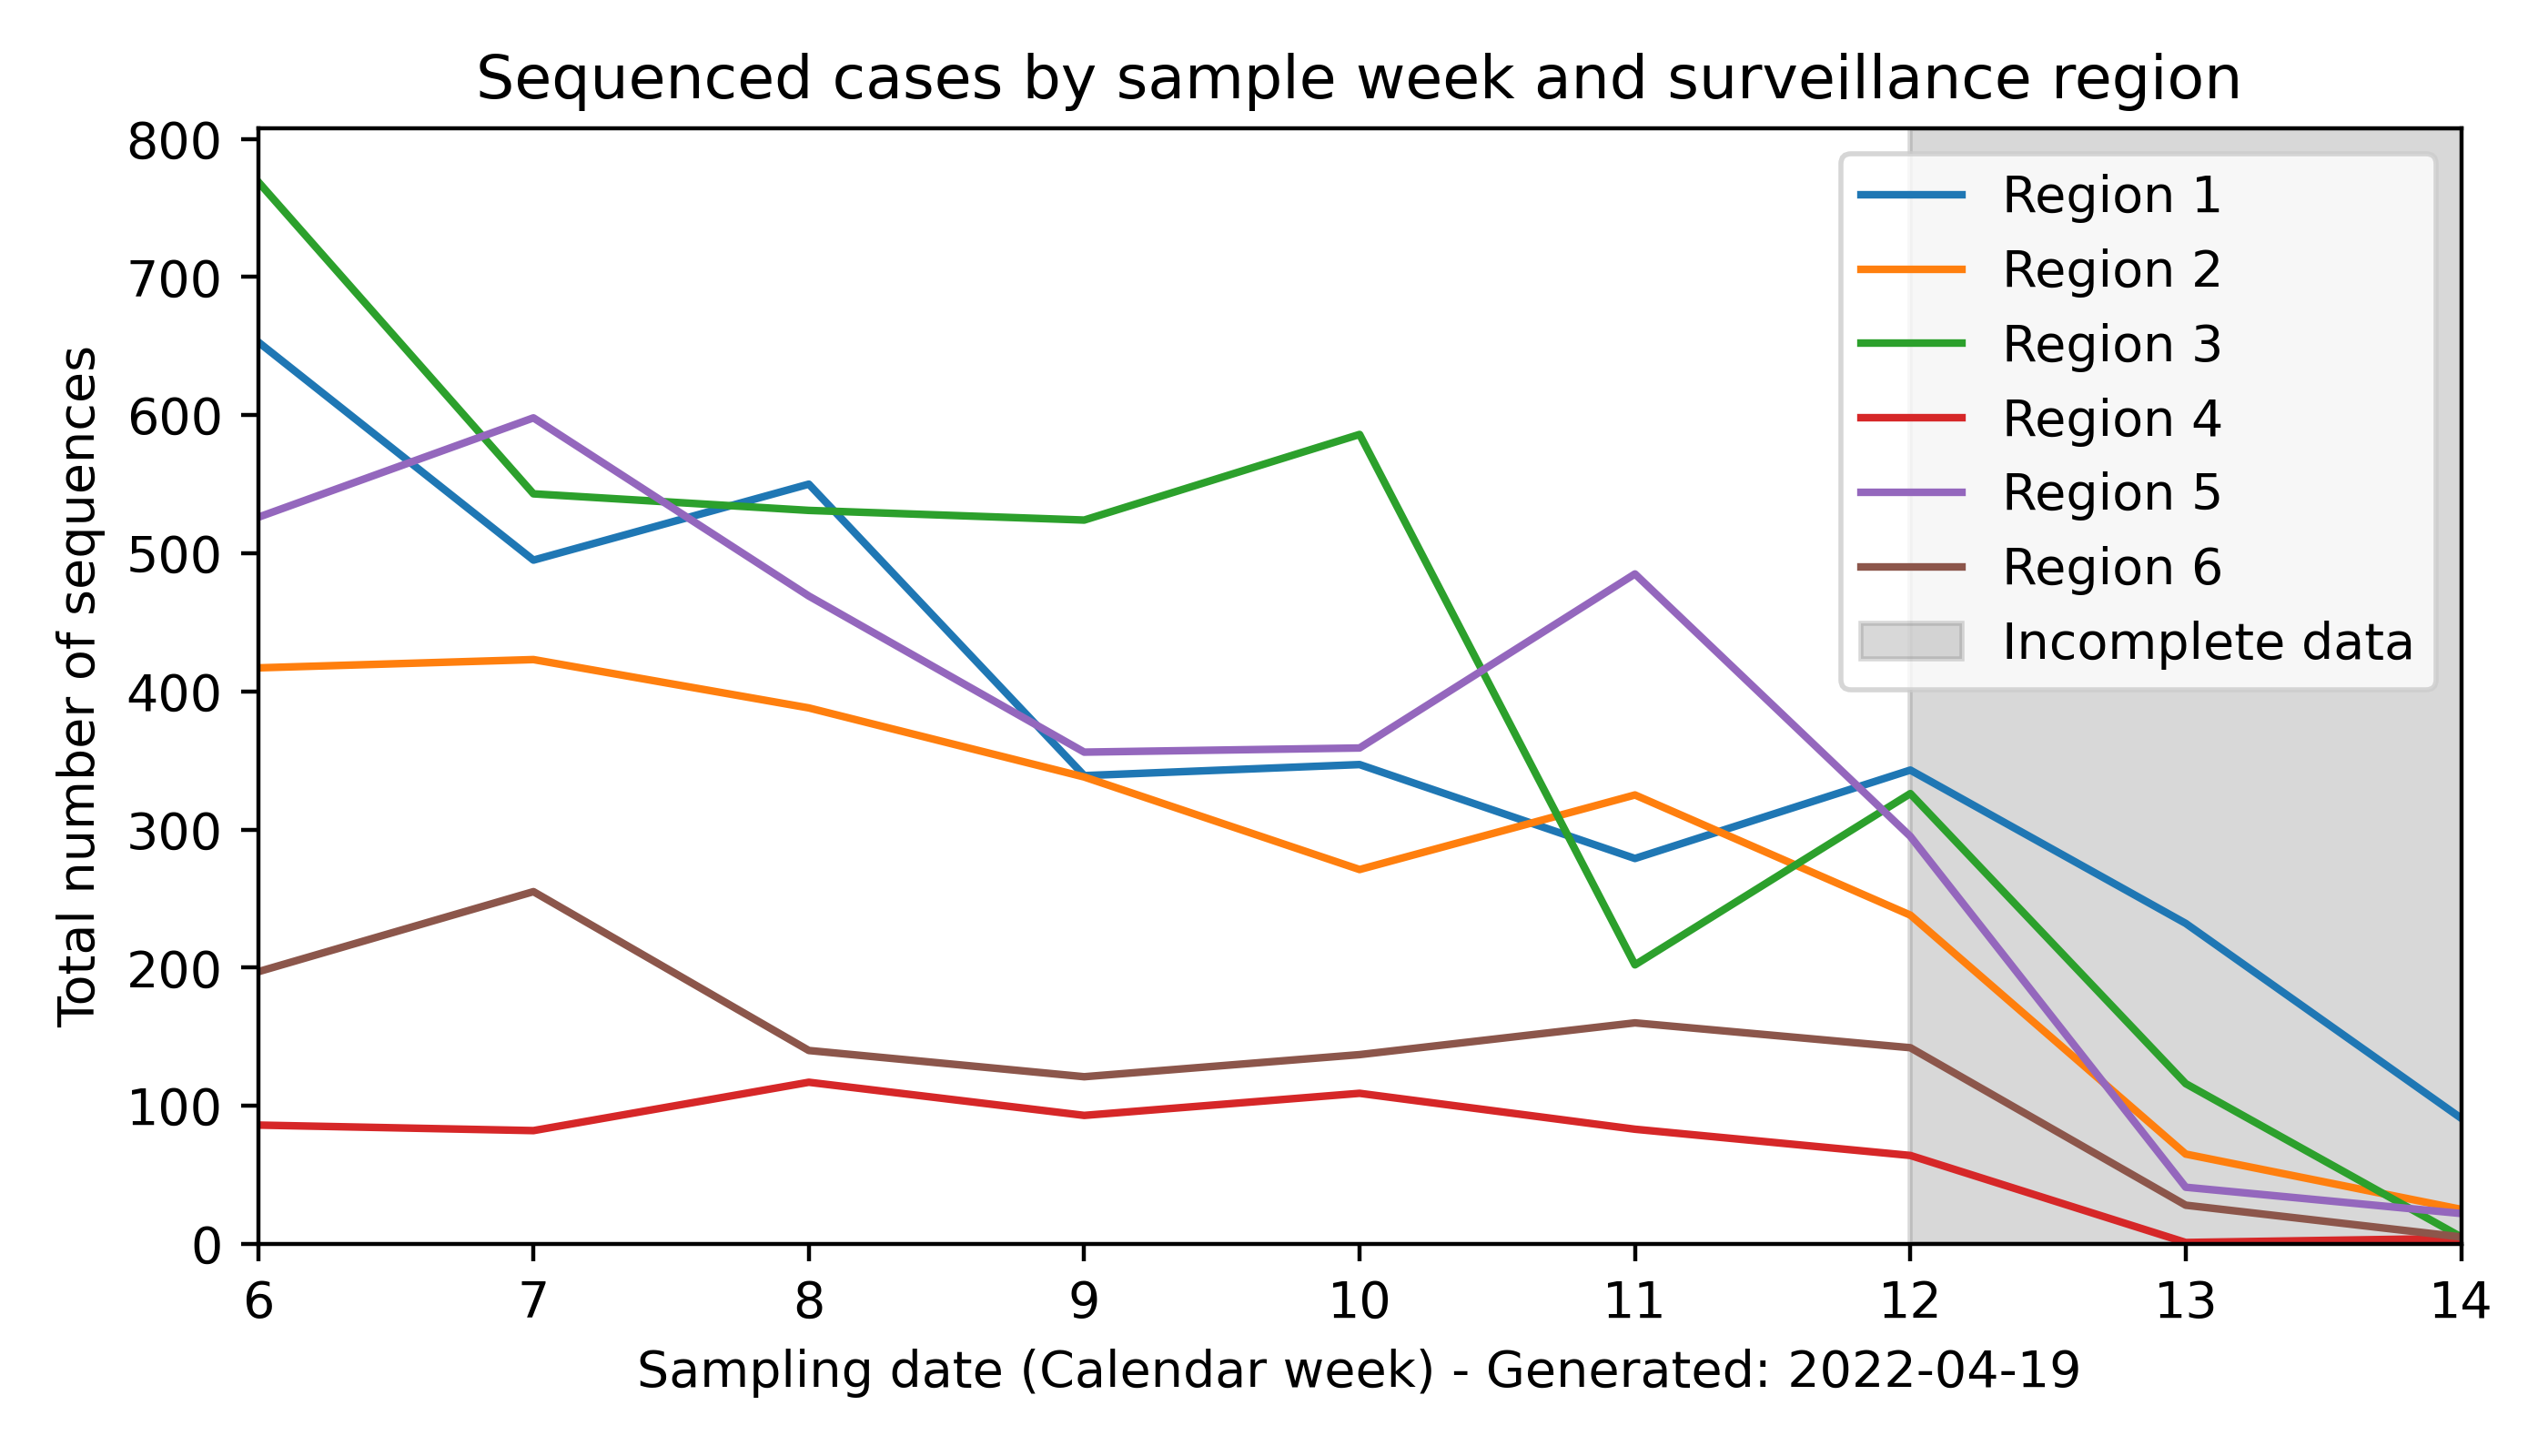 Sequenced cases by sample week and surveillance region
Total number of sequences
800
700
600
500
400
300
200
100
0
6 7 8 9 10 11 12 13 14
Sampling date (Calendar week) - Generated: 2022-04-19
Region 1
Region 2
Region 3
Region 4
Region 5
Region 6
Incomplete data